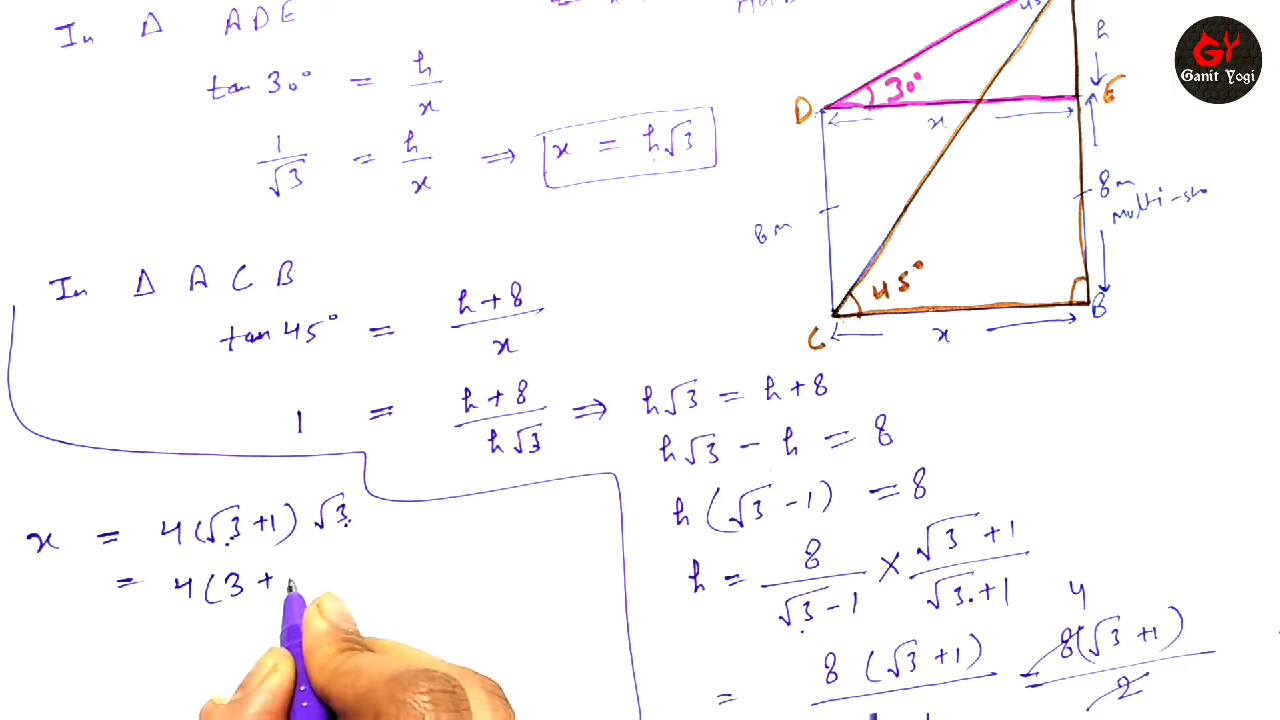 In Δ ADE
tan 30° = h/x
1/√3 = h/x ⇒ x = h√3
In Δ ACB
tan 45° = (h+8)/x
1 = (h+8)/(h√3) ⇒ h√3 = h+8
h√3 - h = 8
h(√3 - 1) = 8
h = 8/(√3-1) × (√3+1)/(√3+1)
= 8(√3+1) = 8(√3+1)/2
4
x = 4(√3+1)√3
= 4(3+
45
h
D
30°
E
x
8m
8m
45°
C
x
B
GY
Ganit Yogi